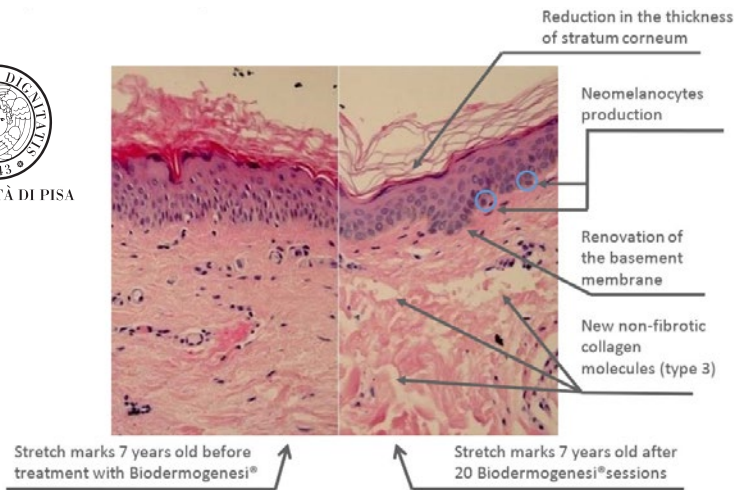 Reduction in the thickness
of stratum corneum
DIGNITATIS
Neomelanocytes
production
TÀ DI PISA
Renovation of
the basement
membrane
New non-fibrotic
collagen
molecules (type 3)
Stretch marks 7 years old before
treatment with Biodermogenesi®
Stretch marks 7 years old after
20 Biodermogenesi®sessions